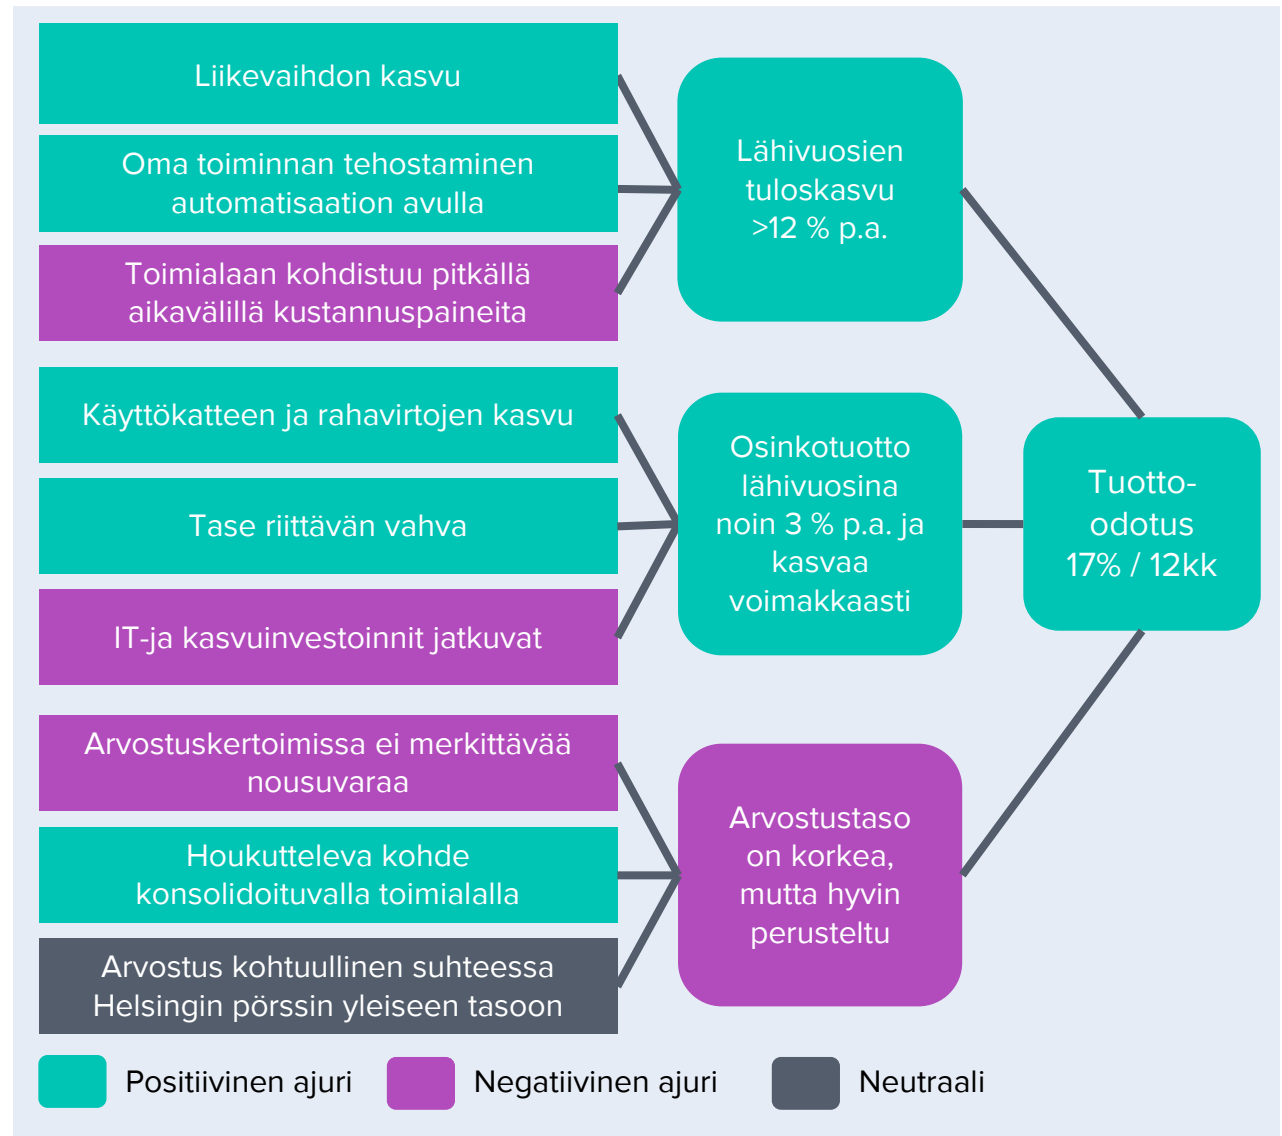 Liikevaihdon kasvu
Oma toiminnan tehostaminen
automatisaation avulla
Toimialaan kohdistuu pitkällä
aikavälillä kustannuspaineita
Lähivuosien
tuloskasvu
>12 % p.a.
Käyttökatteen ja rahavirtojen kasvu
Tase riittävän vahva
IT-ja kasvuinvestoinnit jatkuvat
Osinkotuotto
lähivuosina
noin 3 % p.a. ja
kasvaa
voimakkaasti
Arvostuskertoimissa ei merkittävää
nousuvaraa
Houkutteleva kohde
konsolidoituvalla toimialalla
Arvostus kohtuullinen suhteessa
Helsingin pörssin yleiseen tasoon
Arvostustaso
on korkea,
mutta hyvin
perusteltu
Tuotto-
odotus
17% / 12kk
Positiivinen ajuri
Negatiivinen ajuri
Neutraali